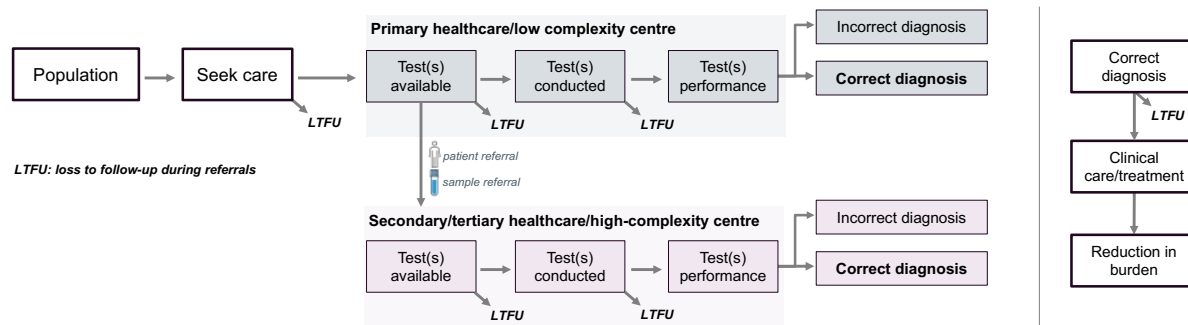 Primary healthcare/low complexity centre
Population
Seek care
LTFU
Test(s)
available
LTFU
Test(s)
conducted
LTFU
Test(s)
performance
Incorrect diagnosis
Correct diagnosis
LTFU: loss to follow-up during referrals
patient referral
sample referral
Secondary/tertiary healthcare/high-complexity centre
Test(s)
available
LTFU
Test(s)
conducted
LTFU
Test(s)
performance
Incorrect diagnosis
Correct diagnosis
Correct
diagnosis
LTFU
Clinical
care/treatment
Reduction in
burden